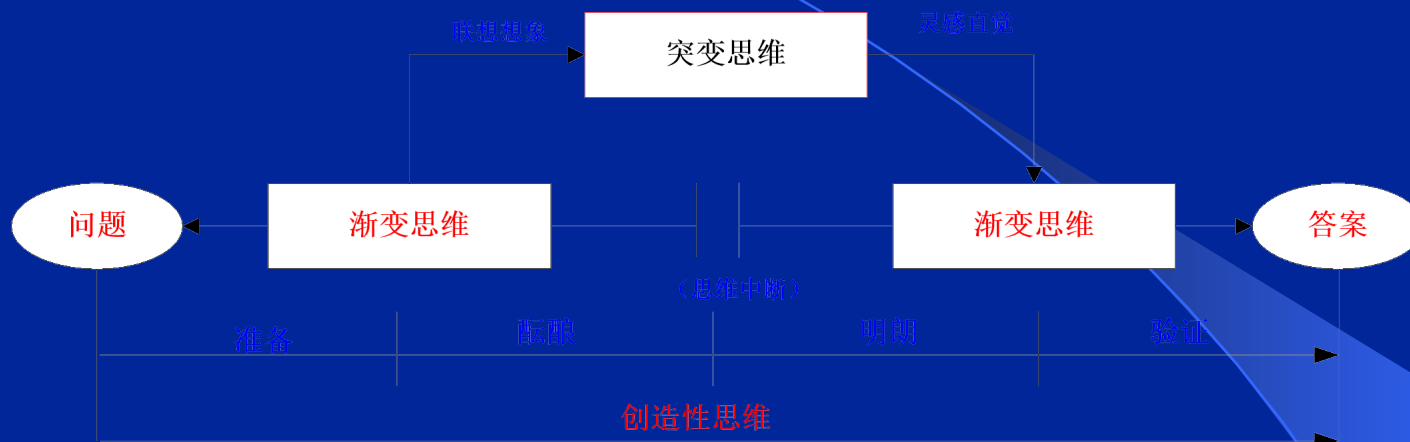 联想想象
灵感直觉
突变思维
问题
渐变思维
渐变思维
答案
（思维中断）
准备
酝酿
明朗
验证
创造性思维